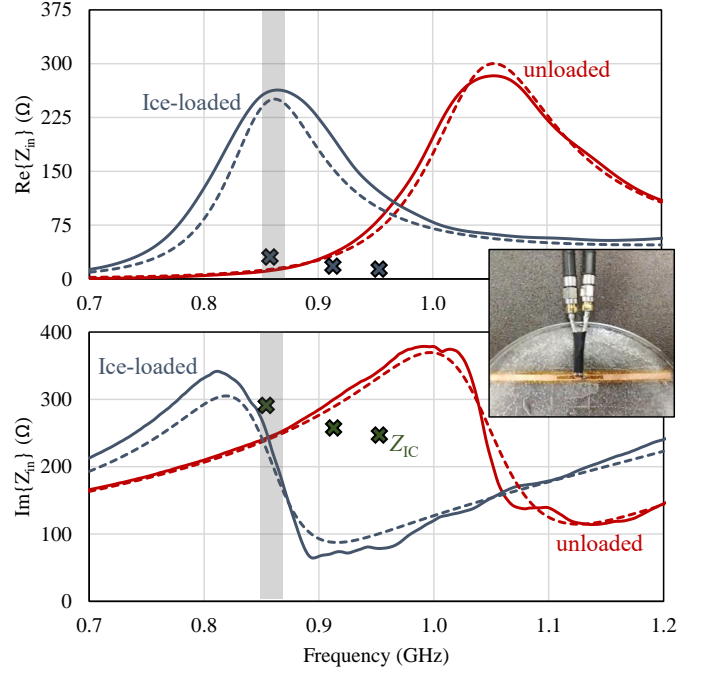 375
300
225
150
75
0
Re{Z_in} (Ω)
Ice-loaded
unloaded
0.7
0.8
0.9
1.0
400
300
200
100
0
Im{Z_in} (Ω)
Ice-loaded
Z_IC
unloaded
0.7
0.8
0.9
1.0
1.1
1.2
Frequency (GHz)